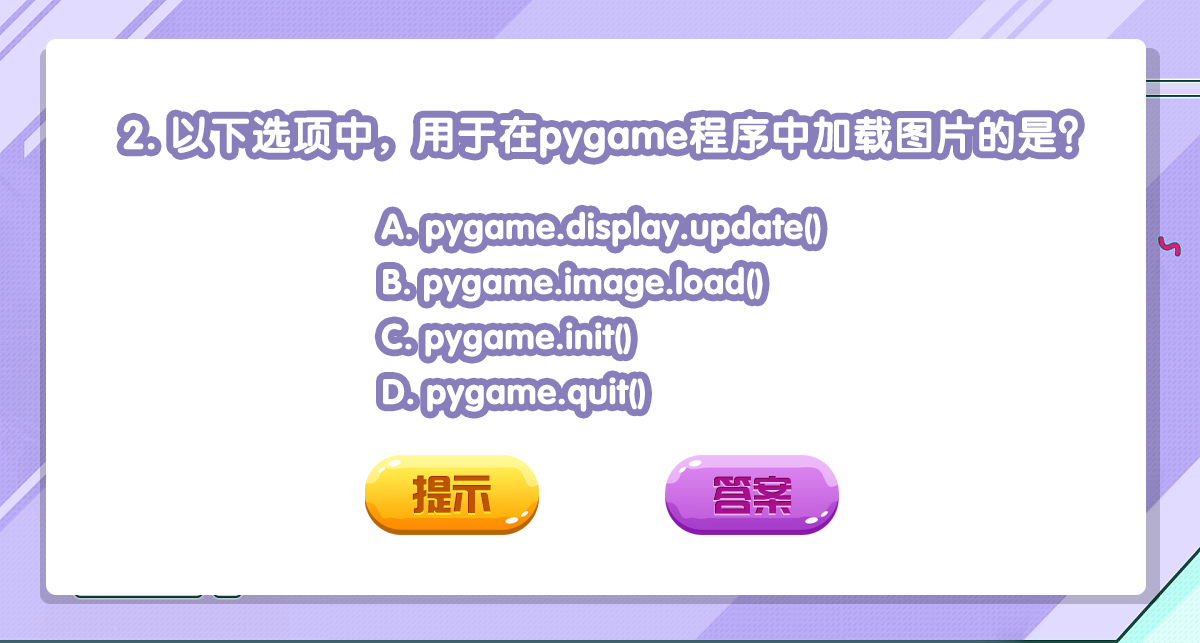 2. 以下选项中，用于在pygame程序中加载图片的是？
A. pygame.display.update()
B. pygame.image.load()
C. pygame.init()
D. pygame.quit()
提示 答案